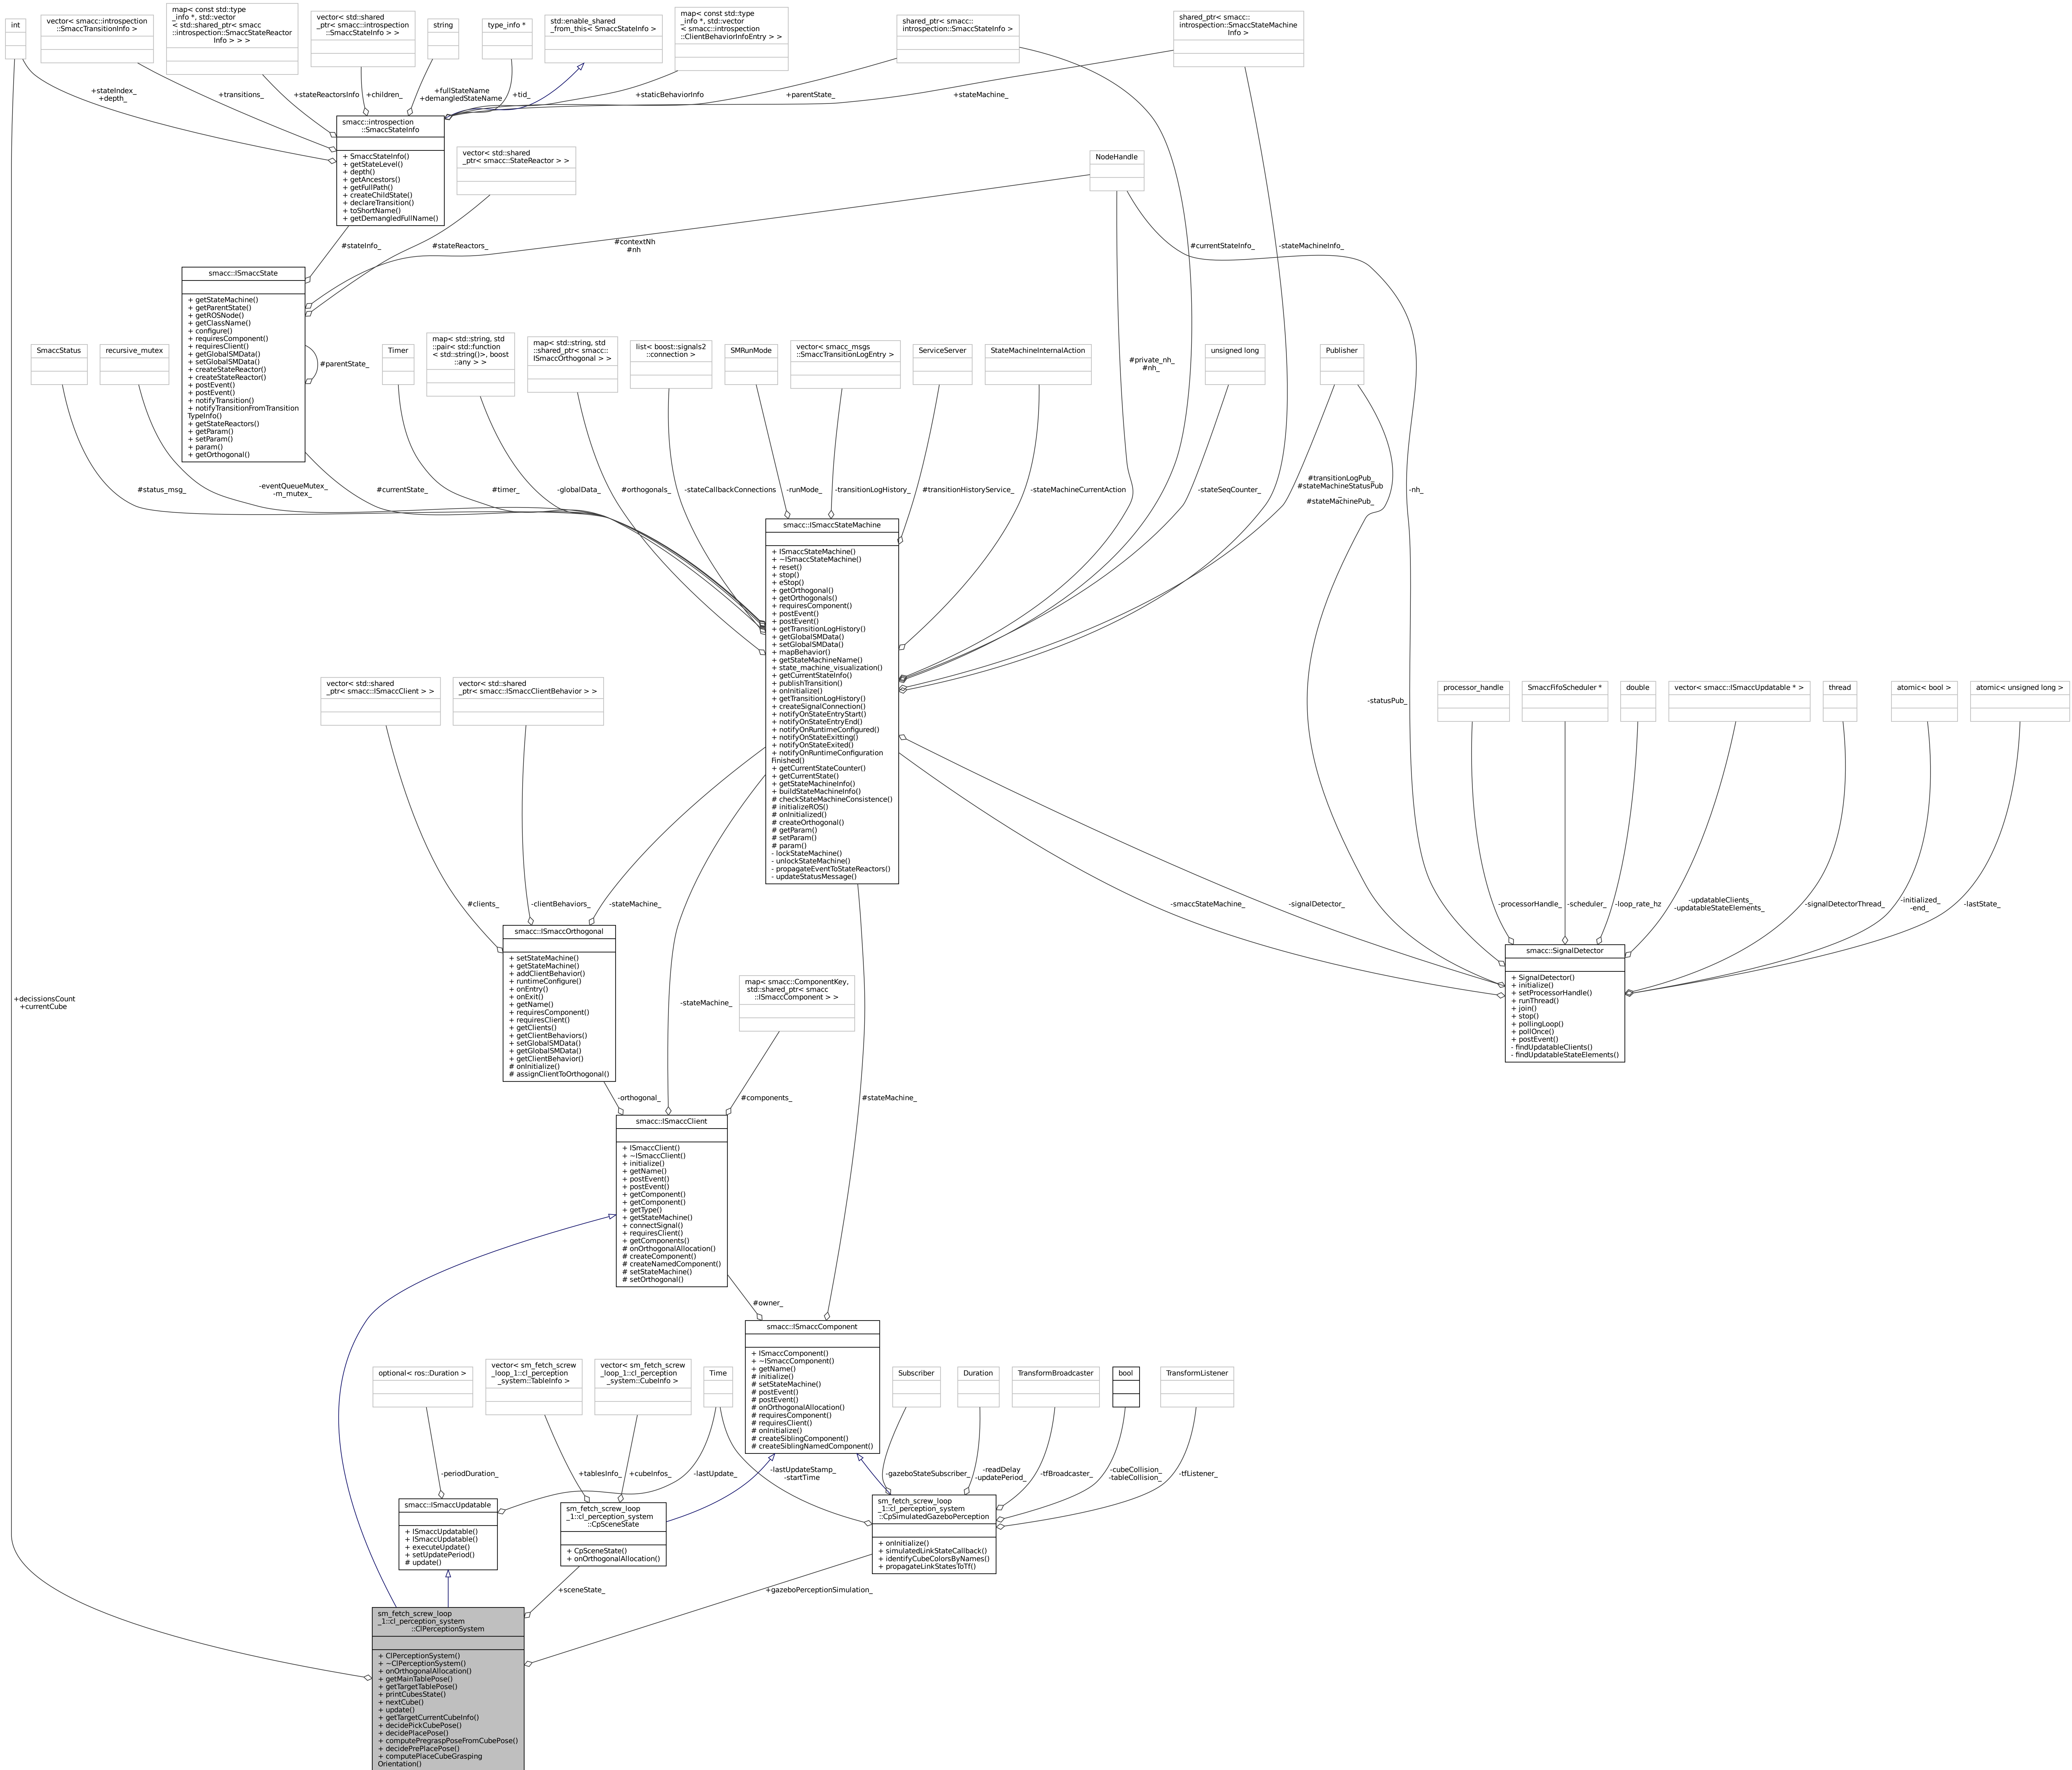 int
vector< smacc::introspection
::SmaccTransitionInfo >
map< const std::type
_info *, std::vector
< std::shared_ptr< smacc
::introspection::SmaccStateReactor
Info > > >
vector< std::shared
_ptr< smacc::introspection
::SmaccStateInfo > >
string
type_info *
std::enable_shared
_from_this< SmaccStateInfo >
map< const std::type
_info *, std::vector
< smacc::introspection
::ClientBehaviorInfoEntry > >
shared_ptr< smacc::
introspection::SmaccStateInfo >
shared_ptr< smacc::
introspection::SmaccStateMachine
Info >
+stateIndex_
+depth_
+transitions_
+stateReactorsInfo
+children_
+fullStateName
+demangledStateName
+tid_
+staticBehaviorInfo
+parentState_
+stateMachine_
smacc::introspection
::SmaccStateInfo
+ SmaccStateInfo()
+ getStateLevel()
+ depth()
+ getAncestors()
+ getFullPath()
+ createChildState()
+ declareTransition()
+ toShortName()
+ getDemangledFullName()
vector< std::shared
_ptr< smacc::StateReactor > >
NodeHandle
#stateInfo_
#stateReactors_
#contextNh
#nh
#currentStateInfo_
-stateMachineInfo_
smacc::ISmaccState
+ getStateMachine()
+ getParentState()
+ getROSNode()
+ getClassName()
+ configure()
+ requiresComponent()
+ requiresClient()
+ getGlobalSMData()
+ setGlobalSMData()
+ createStateReactor()
+ createStateReactor()
+ postEvent()
+ postEvent()
+ notifyTransition()
+ notifyTransitionFromTransition
TypeInfo()
+ getStateReactors()
+ getParam()
+ setParam()
+ param()
+ getOrthogonal()
#parentState_
SmaccStatus
recursive_mutex
Timer
map< std::string, std
::pair< std::function
< std::string()>, boost
::any > >
map< std::string, std
::shared_ptr< smacc::
ISmaccOrthogonal > >
list< boost::signals2
::connection >
SMRunMode
vector< smacc_msgs
::SmaccTransitionLogEntry >
ServiceServer
StateMachineInternalAction
#private_nh_
#nh_
unsigned long
Publisher
#status_msg_
-eventQueueMutex_
-m_mutex_
#currentState_
#timer_
-globalData_
#orthogonals_
-stateCallbackConnections
-runMode_
-transitionLogHistory_
#transitionHistoryService_
-stateMachineCurrentAction
-stateSeqCounter_
#transitionLogPub_
#stateMachineStatusPub
_
#stateMachinePub_
-nh_
smacc::ISmaccStateMachine
+ ISmaccStateMachine()
+ ~ISmaccStateMachine()
+ reset()
+ stop()
+ eStop()
+ getOrthogonal()
+ getOrthogonals()
+ requiresComponent()
+ postEvent()
+ postEvent()
+ getTransitionLogHistory()
+ getGlobalSMData()
+ setGlobalSMData()
+ mapBehavior()
+ getStateMachineName()
+ state_machine_visualization()
+ getCurrentStateInfo()
+ publishTransition()
+ onInitialize()
+ getTransitionLogHistory()
+ createSignalConnection()
+ notifyOnStateEntryStart()
+ notifyOnStateEntryEnd()
+ notifyOnRuntimeConfigured()
+ notifyOnStateExitting()
+ notifyOnStateExited()
+ notifyOnRuntimeConfiguration
Finished()
+ getCurrentStateCounter()
+ getCurrentState()
+ getStateMachineInfo()
+ buildStateMachineInfo()
# checkStateMachineConsistence()
# initializeROS()
# onInitialized()
# createOrthogonal()
# getParam()
# setParam()
# param()
- lockStateMachine()
- unlockStateMachine()
- propagateEventToStateReactors()
- updateStatusMessage()
vector< std::shared
_ptr< smacc::ISmaccClient > >
vector< std::shared
_ptr< smacc::ISmaccClientBehavior > >
-statusPub_
processor_handle
SmaccFifoScheduler *
double
vector< smacc::ISmaccUpdatable * >
thread
atomic< bool >
atomic< unsigned long >
#clients_
-clientBehaviors_
-stateMachine_
-smaccStateMachine_
-signalDetector_
-processorHandle_
-scheduler_
-loop_rate_hz
-updatableClients_
-updatableStateElements_
-signalDetectorThread_
-initialized_
-end_
-lastState_
smacc::ISmaccOrthogonal
+ setStateMachine()
+ getStateMachine()
+ addClientBehavior()
+ runtimeConfigure()
+ onEntry()
+ onExit()
+ getName()
+ requiresComponent()
+ requiresClient()
+ getClients()
+ getClientBehaviors()
+ setGlobalSMData()
+ getGlobalSMData()
+ getClientBehavior()
# onInitialize()
# assignClientToOrthogonal()
smacc::SignalDetector
+ SignalDetector()
+ initialize()
+ setProcessorHandle()
+ runThread()
+ join()
+ stop()
+ pollingLoop()
+ pollOnce()
+ postEvent()
- findUpdatableClients()
- findUpdatableStateElements()
+decissionsCount
+currentCube
-stateMachine_
map< smacc::ComponentKey,
std::shared_ptr< smacc
::ISmaccComponent > >
-orthogonal_
#components_
#stateMachine_
smacc::ISmaccClient
+ ISmaccClient()
+ ~ISmaccClient()
+ initialize()
+ getName()
+ postEvent()
+ postEvent()
+ getComponent()
+ getComponent()
+ getType()
+ getStateMachine()
+ connectSignal()
+ requiresClient()
+ getComponents()
# onOrthogonalAllocation()
# createComponent()
# createNamedComponent()
# setStateMachine()
# setOrthogonal()
#owner_
smacc::ISmaccComponent
+ ISmaccComponent()
+ ~ISmaccComponent()
+ getName()
# initialize()
# setStateMachine()
# postEvent()
# postEvent()
# onOrthogonalAllocation()
# requiresComponent()
# requiresClient()
# onInitialize()
# createSiblingComponent()
# createSiblingNamedComponent()
optional< ros::Duration >
vector< sm_fetch_screw
_loop_1::cl_perception
_system::TableInfo >
vector< sm_fetch_screw
_loop_1::cl_perception
_system::CubeInfo >
Time
Subscriber
Duration
TransformBroadcaster
bool
TransformListener
-periodDuration_
+tablesInfo_
+cubeInfos_
-lastUpdate_
-lastUpdateStamp_
-startTime
-gazeboStateSubscriber_
-readDelay
-updatePeriod_
-tfBroadcaster_
-cubeCollision_
-tableCollision_
-tfListener_
smacc::ISmaccUpdatable
+ ISmaccUpdatable()
+ ISmaccUpdatable()
+ executeUpdate()
+ setUpdatePeriod()
# update()
sm_fetch_screw_loop
_1::cl_perception_system
::CpSceneState
+ CpSceneState()
+ onOrthogonalAllocation()
sm_fetch_screw_loop
_1::cl_perception_system
::CpSimulatedGazeboPerception
+ onInitialize()
+ simulatedLinkStateCallback()
+ identifyCubeColorsByNames()
+ propagateLinkStatesToTf()
+sceneState_
+gazeboPerceptionSimulation_
sm_fetch_screw_loop
_1::cl_perception_system
::ClPerceptionSystem
+ ClPerceptionSystem()
+ ~ClPerceptionSystem()
+ onOrthogonalAllocation()
+ getMainTablePose()
+ getTargetTablePose()
+ printCubesState()
+ nextCube()
+ update()
+ getTargetCurrentCubeInfo()
+ decidePickCubePose()
+ decidePlacePose()
+ computePregraspPoseFromCubePose()
+ decidePrePlacePose()
+ computePlaceCubeGrasping
Orientation()